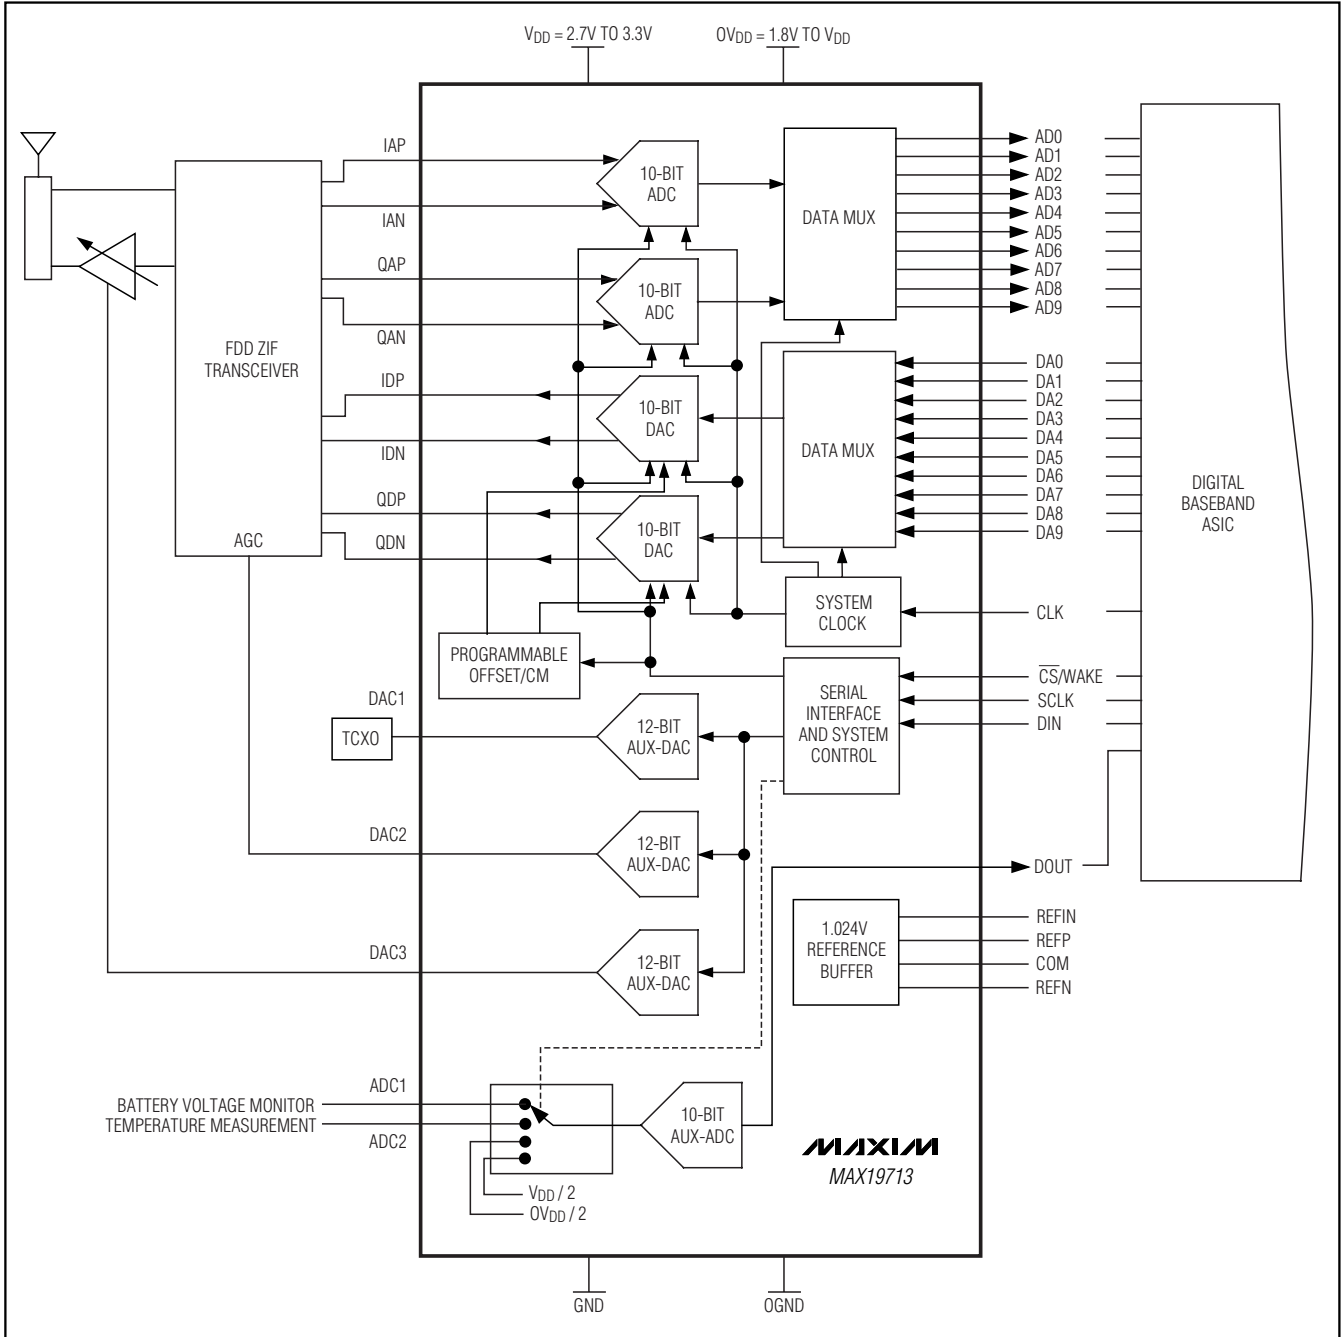 VDD = 2.7V TO 3.3V
OVDD = 1.8V TO VDD
IAP
IAN
QAP
QAN
IDP
IDN
QDP
QDN
FDD ZIF
TRANSCEIVER
AGC
10-BIT
ADC
10-BIT
ADC
10-BIT
DAC
10-BIT
DAC
DATA MUX
DATA MUX
AD0
AD1
AD2
AD3
AD4
AD5
AD6
AD7
AD8
AD9
DA0
DA1
DA2
DA3
DA4
DA5
DA6
DA7
DA8
DA9
DIGITAL
BASEBAND
ASIC
SYSTEM
CLOCK
CLK
PROGRAMMABLE
OFFSET/CM
SERIAL
INTERFACE
AND SYSTEM
CONTROL
CS/WAKE
SCLK
DIN
DAC1
TCXO
12-BIT
AUX-DAC
DAC2
12-BIT
AUX-DAC
DOUT
DAC3
12-BIT
AUX-DAC
1.024V
REFERENCE
BUFFER
REFIN
REFP
COM
REFN
ADC1
BATTERY VOLTAGE MONITOR
TEMPERATURE MEASUREMENT
ADC2
10-BIT
AUX-ADC
VDD / 2
OVDD / 2
MAXIM
MAX19713
GND
OGND